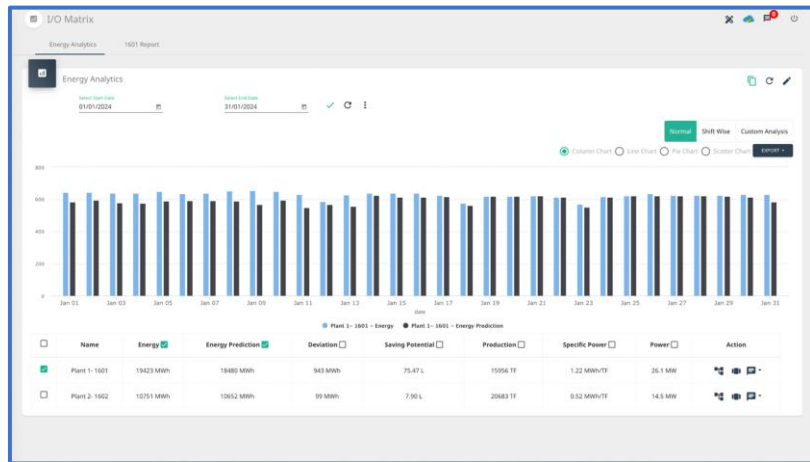 I/O Matrix
0
Energy Analytics 1601 Report
Energy Analytics
Select Start Date Select End Date
01/01/2024 31/01/2024
Normal Shift Wise Custom Analysis
Column Chart Line Chart Pie Chart Scatter Chart EXPORT
800
600
400
200
0
Jan 01 Jan 03 Jan 05 Jan 07 Jan 09 Jan 11 Jan 13 Jan 15 Jan 17 Jan 19 Jan 21 Jan 23 Jan 25 Jan 27 Jan 29 Jan 31
date
Plant 1- 1601 - Energy Plant 1- 1601 - Energy Prediction
Name Energy Energy Prediction Deviation Saving Potential Production Specific Power Power Action
Plant 1- 1601 19423 MWh 18480 MWh 943 MWh 75.47 L 15956 TF 1.22 MWh/TF 26.1 MW
Plant 2- 1602 10751 MWh 10652 MWh 99 MWh 7.90 L 20683 TF 0.52 MWh/TF 14.5 MW